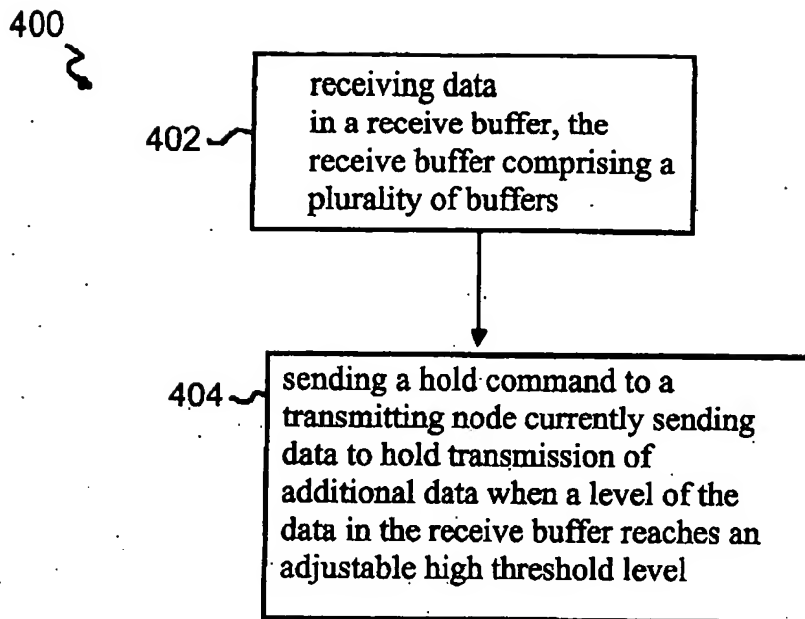 400
402
receiving data
in a receive buffer, the
receive buffer comprising a
plurality of buffers
404
sending a hold command to a
transmitting node currently sending
data to hold transmission of
additional data when a level of the
data in the receive buffer reaches an
adjustable high threshold level